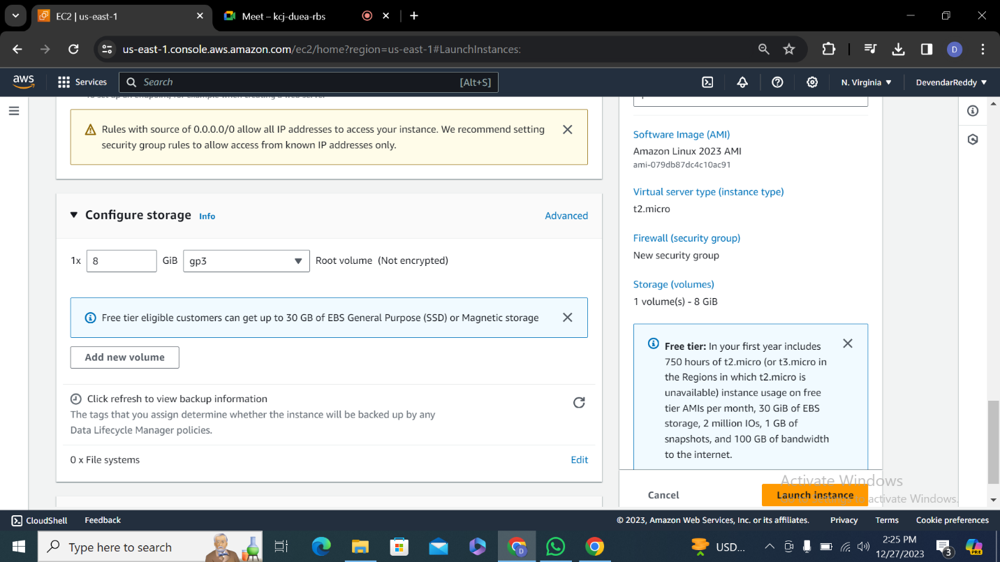 EC2 | us-east-1
Meet – kcj-duea-rbs
us-east-1.console.aws.amazon.com/ec2/home?region=us-east-1#LaunchInstances:
D
aws
Services
Search
[Alt+S]
N. Virginia
DevendarReddy
Rules with source of 0.0.0.0/0 allow all IP addresses to access your instance. We recommend setting
security group rules to allow access from known IP addresses only.
Configure storage
Info
Advanced
1x
8
GiB
gp3
Root volume (Not encrypted)
Free tier eligible customers can get up to 30 GB of EBS General Purpose (SSD) or Magnetic storage
Add new volume
Click refresh to view backup information
The tags that you assign determine whether the instance will be backed up by any
Data Lifecycle Manager policies.
0 x File systems
Edit
Software Image (AMI)
Amazon Linux 2023 AMI
ami-079db87dc4c10ac91
Virtual server type (instance type)
t2.micro
Firewall (security group)
New security group
Storage (volumes)
1 volume(s) - 8 GiB
Free tier: In your first year includes
750 hours of t2.micro (or t3.micro in
the Regions in which t2.micro is
unavailable) instance usage on free
tier AMIs per month, 30 GiB of EBS
storage, 2 million IOs, 1 GB of
snapshots, and 100 GB of bandwidth
to the internet.
Activate Windows
activate Windows.
Cancel
Launch instance
CloudShell
Feedback
© 2023, Amazon Web Services, Inc. or its affiliates.
Privacy
Terms
Cookie preferences
Type here to search
D
USD...
2:25 PM
12/27/2023
3
PRE